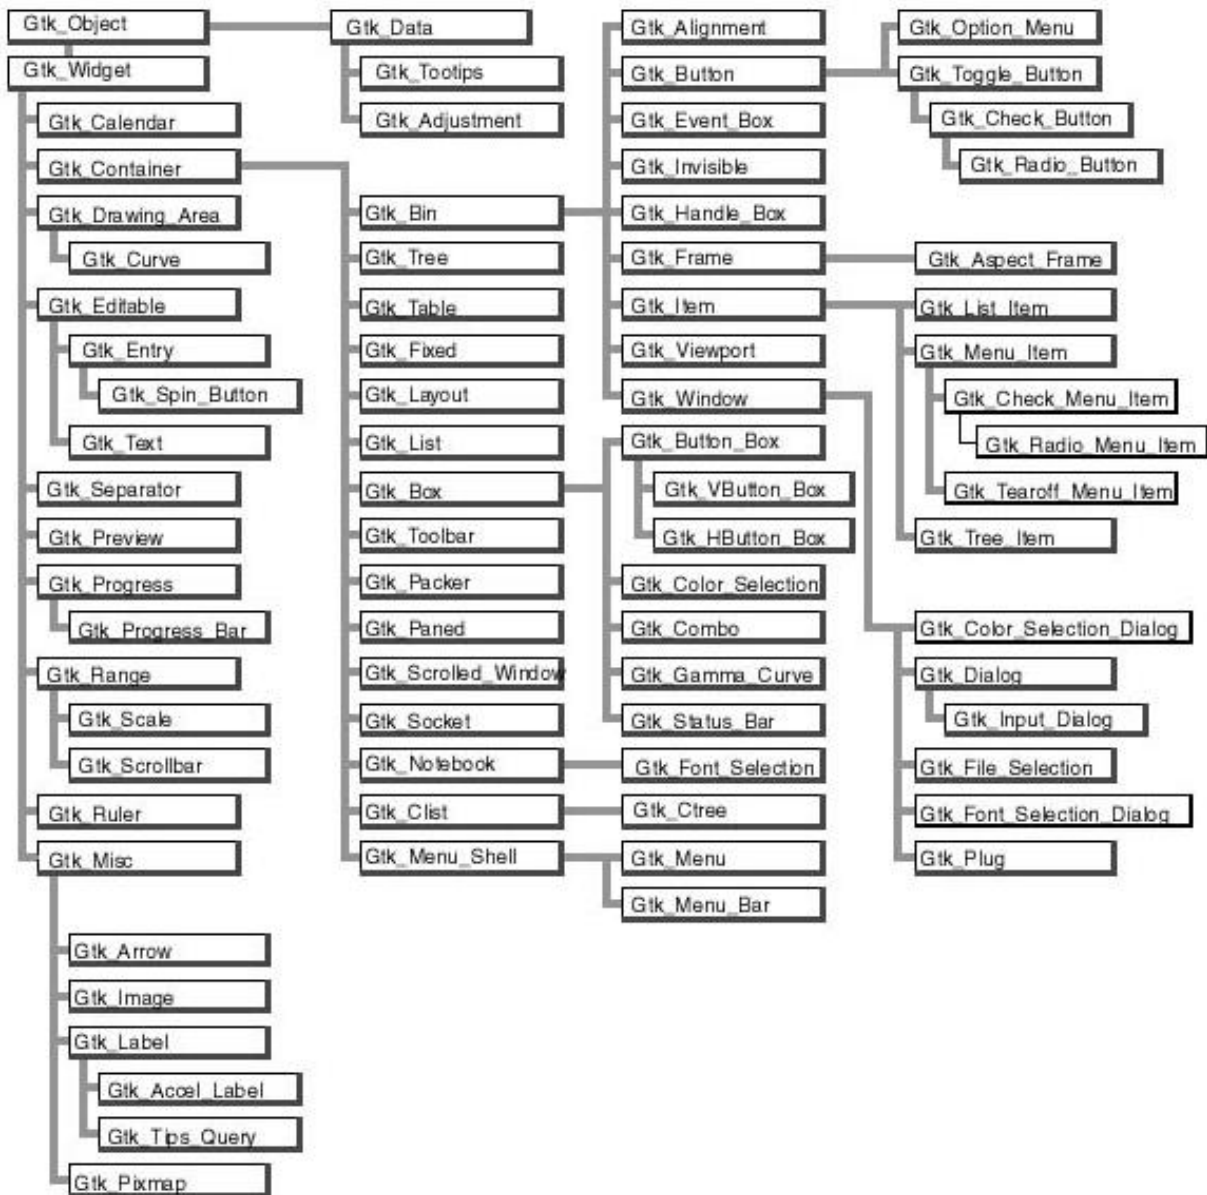 Gtk_Object
Gtk_Widget
Gtk_Calendar
Gtk_Container
Gtk_Drawing_Area
Gtk_Curve
Gtk_Editable
Gtk_Entry
Gtk_Spin_Button
Gtk_Text
Gtk_Separator
Gtk_Preview
Gtk_Progress
Gtk_Progress_Bar
Gtk_Range
Gtk_Scale
Gtk_Scrollbar
Gtk_Ruler
Gtk_Misc
Gtk_Arrow
Gtk_Image
Gtk_Label
Gtk_Accel_Label
Gtk_Tips_Query
Gtk_Pixmap
Gtk_Data
Gtk_Tootips
Gtk_Adjustment
Gtk_Bin
Gtk_Tree
Gtk_Table
Gtk_Fixed
Gtk_Layout
Gtk_List
Gtk_Box
Gtk_Toolbar
Gtk_Packer
Gtk_Paned
Gtk_Scrolled_Window
Gtk_Socket
Gtk_Notebook
Gtk_Clist
Gtk_Menu_Shell
Gtk_Alignment
Gtk_Button
Gtk_Event_Box
Gtk_Invisible
Gtk_Handle_Box
Gtk_Frame
Gtk_Item
Gtk_Viewport
Gtk_Window
Gtk_Button_Box
Gtk_VButton_Box
Gtk_HButton_Box
Gtk_Color_Selection
Gtk_Combo
Gtk_Gamma_Curve
Gtk_Status_Bar
Gtk_Font_Selection
Gtk_Ctree
Gtk_Menu
Gtk_Menu_Bar
Gtk_Option_Menu
Gtk_Toggle_Button
Gtk_Check_Button
Gtk_Radio_Button
Gtk_Aspect_Frame
Gtk_List_Item
Gtk_Menu_Item
Gtk_Check_Menu_Item
Gtk_Radio_Menu_Item
Gtk_Tearoff_Menu_Item
Gtk_Tree_Item
Gtk_Color_Selection_Dialog
Gtk_Dialog
Gtk_Input_Dialog
Gtk_File_Selection
Gtk_Font_Selection_Dialog
Gtk_Plug